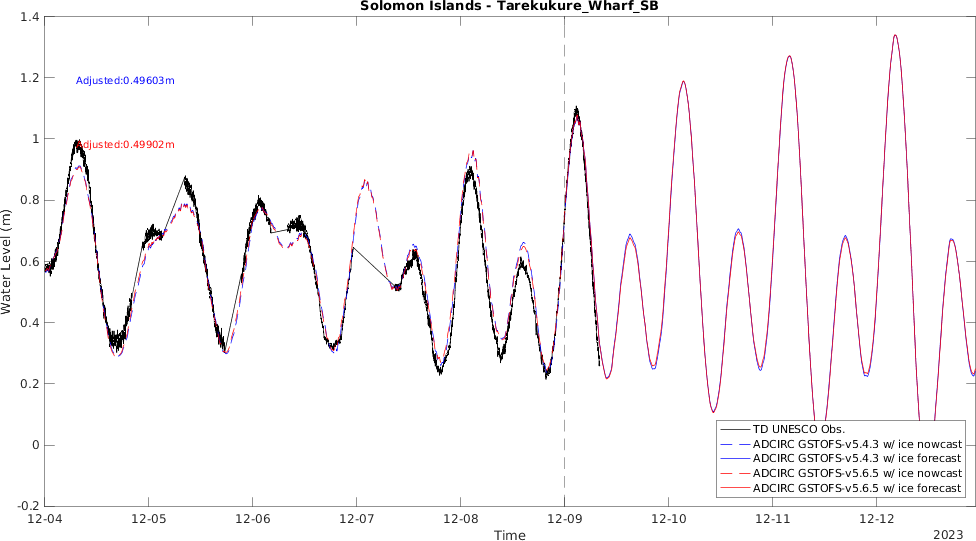 Solomon Islands - Tarekukure_Wharf_SB
1.4
1.2
1
0.8
0.6
0.4
0.2
0
-0.2
Water Level (m)
Adjusted:0.49603m
Adjusted:0.49902m
TD UNESCO Obs.
ADCIRC GSTOFS-v5.4.3 w/ ice nowcast
ADCIRC GSTOFS-v5.4.3 w/ ice forecast
ADCIRC GSTOFS-v5.6.5 w/ ice nowcast
ADCIRC GSTOFS-v5.6.5 w/ ice forecast
12-04 12-05 12-06 12-07 12-08 12-09 12-10 12-11 12-12
Time
2023